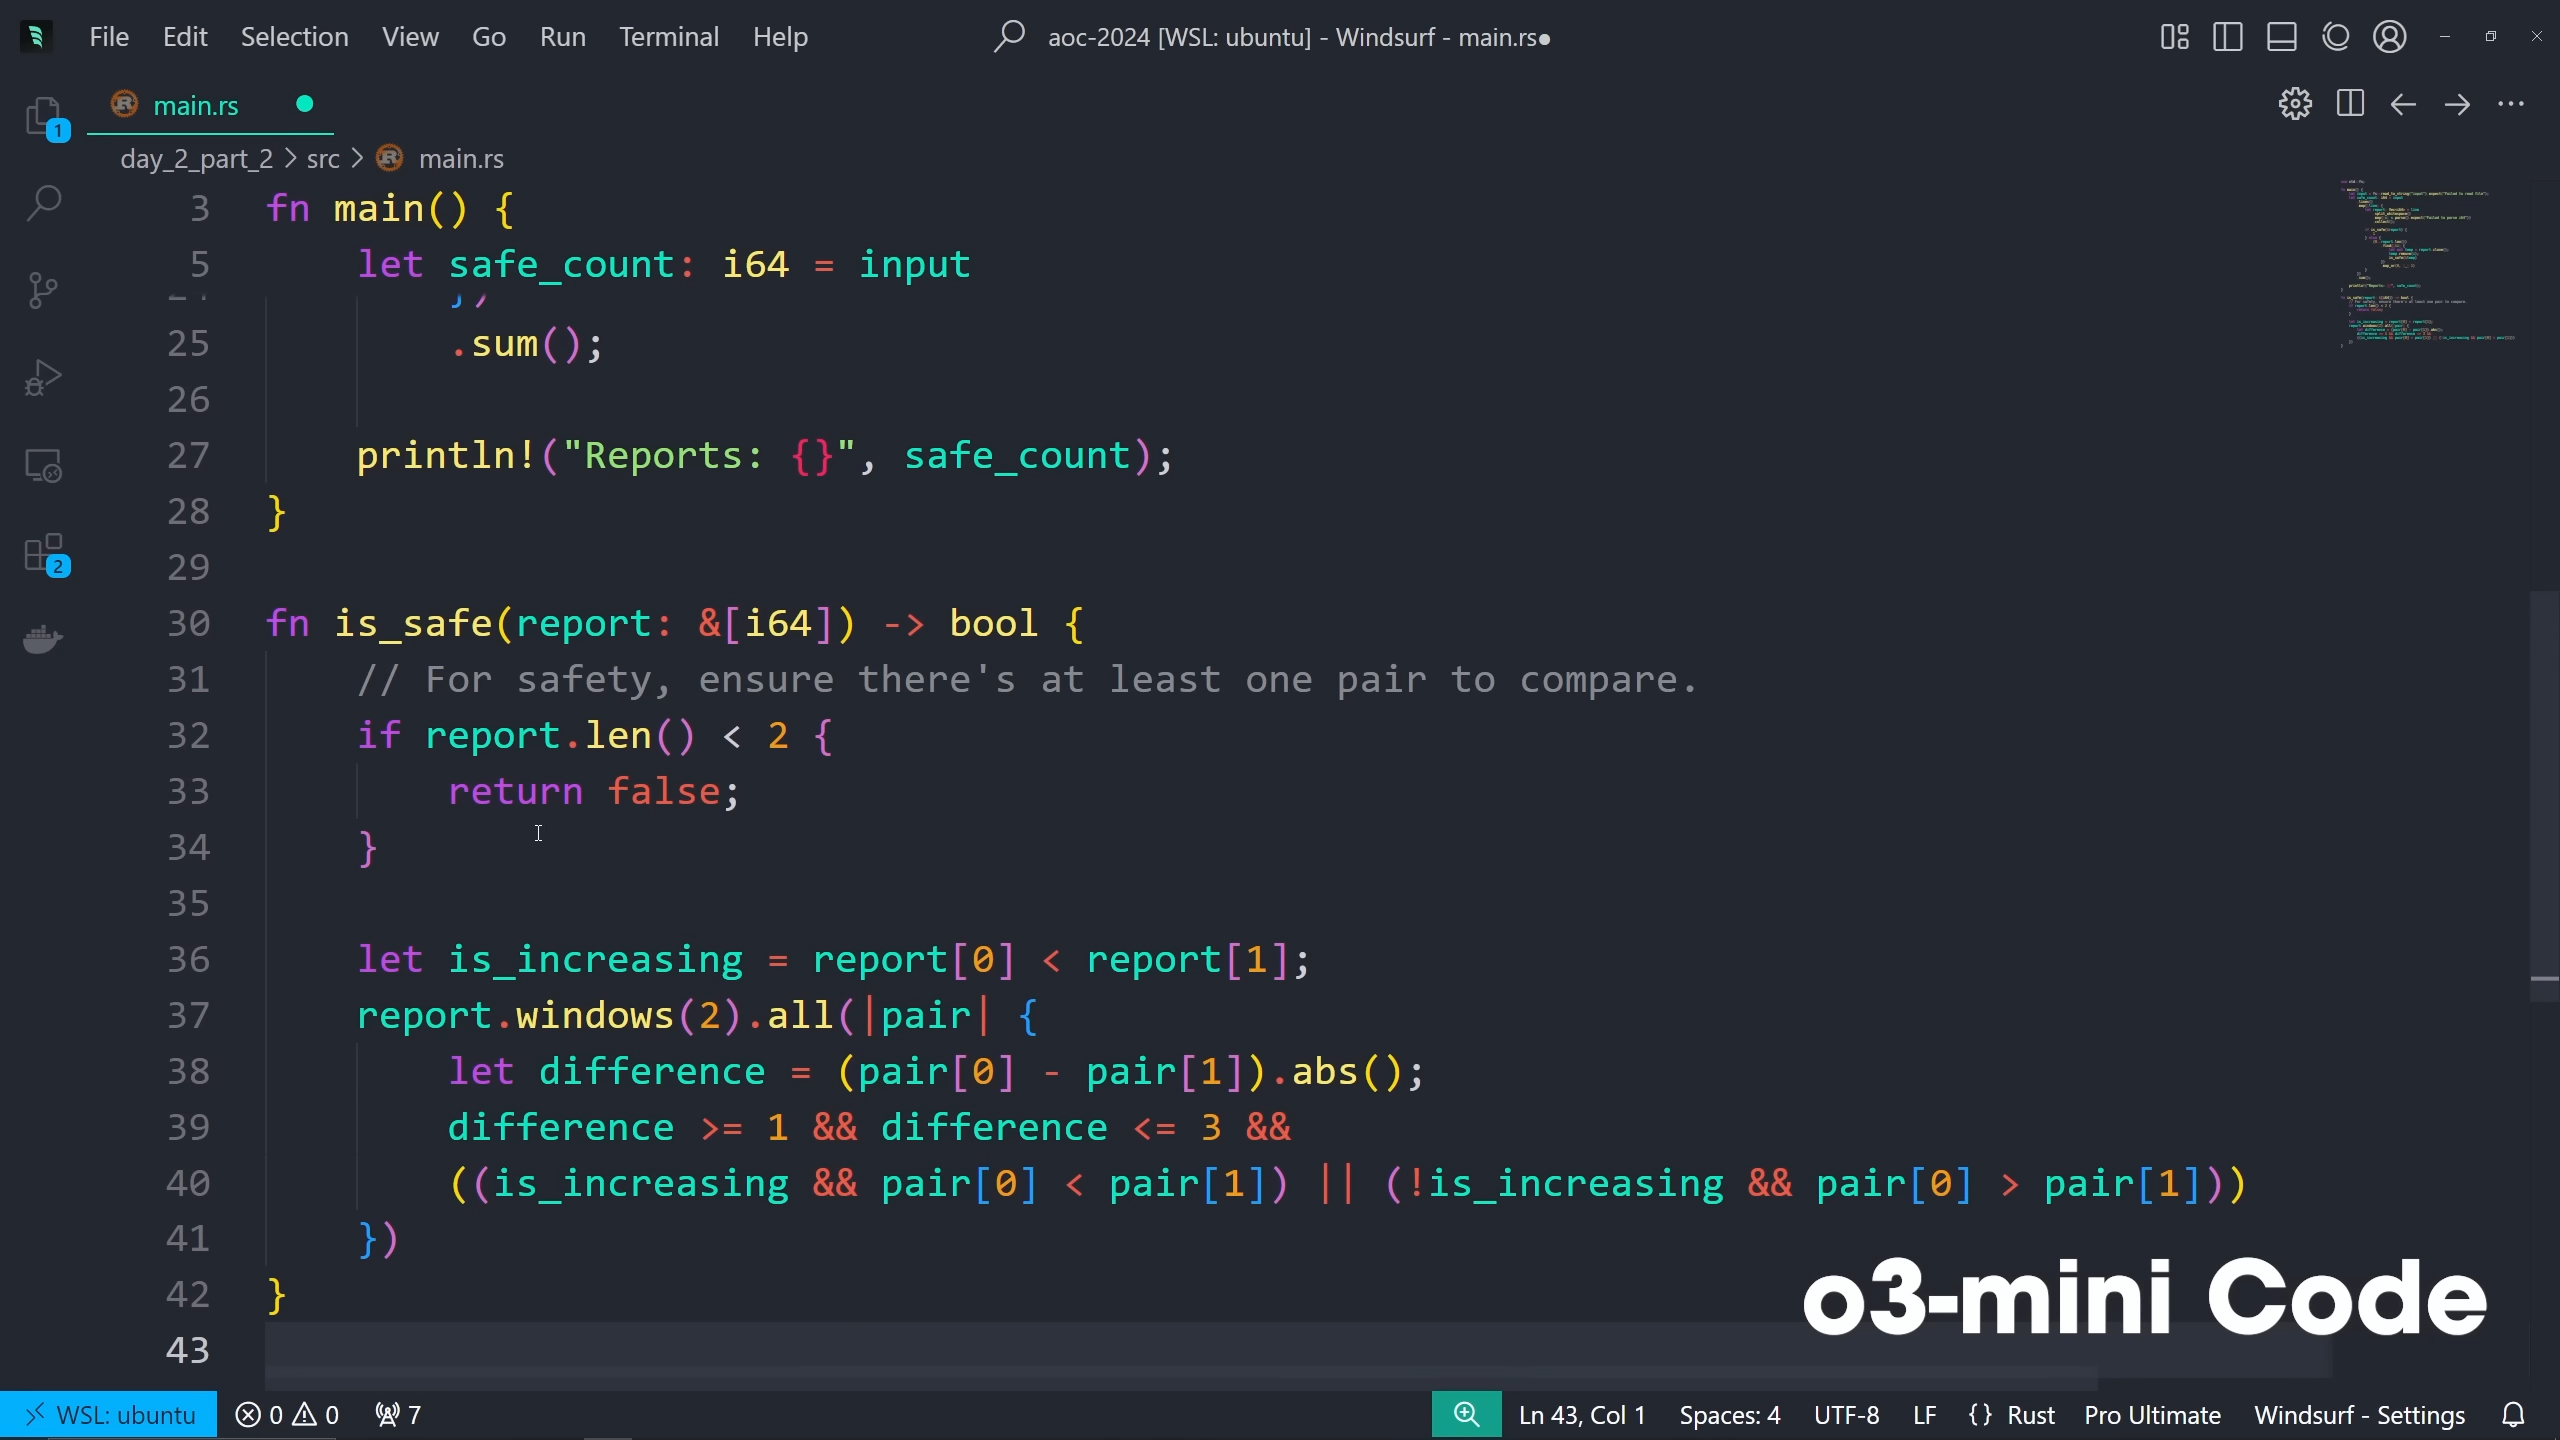 File Edit Selection View Go Run Terminal Help
aoc-2024 [WSL: ubuntu] - Windsurf - main.rs●
main.rs
day_2_part_2 > src > main.rs
1
2
3 fn main() {
5 let safe_count: i64 = input
25 .sum();
26
27 println!("Reports: {}", safe_count);
28 }
29
30 fn is_safe(report: &[i64]) -> bool {
31 // For safety, ensure there's at least one pair to compare.
32 if report.len() < 2 {
33 return false;
34 }
35
36 let is_increasing = report[0] < report[1];
37 report.windows(2).all(|pair| {
38 let difference = (pair[0] - pair[1]).abs();
39 difference >= 1 && difference <= 3 &&
40 ((is_increasing && pair[0] < pair[1]) || (!is_increasing && pair[0] > pair[1]))
41 })
42 }
43
o3-mini Code
WSL: ubuntu 0 0 7 Ln 43, Col 1 Spaces: 4 UTF-8 LF {} Rust Pro Ultimate Windsurf - Settings